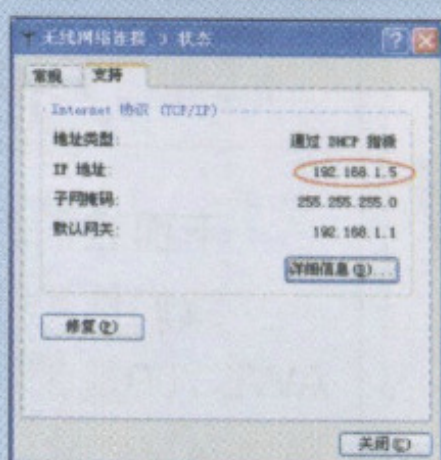 无线网络连接 3 状态
常规 支持
Internet 协议 (TCP/IP)
地址类型: 通过 DHCP 指派
IP 地址: 192.168.1.5
子网掩码: 255.255.255.0
默认网关: 192.168.1.1
详细信息(D)...
修复(P)
关闭(C)